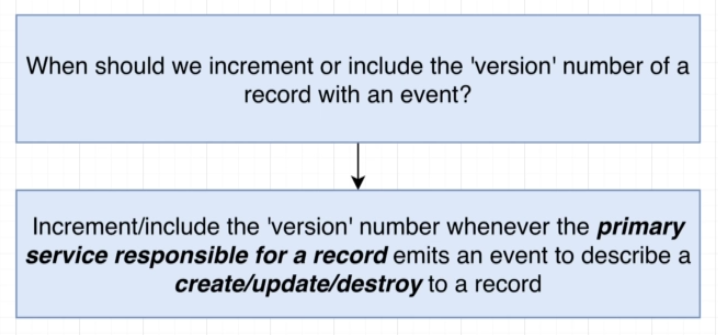 When should we increment or include the 'version' number of a
record with an event?
Increment/include the 'version' number whenever the primary
service responsible for a record emits an event to describe a
create/update/destroy to a record